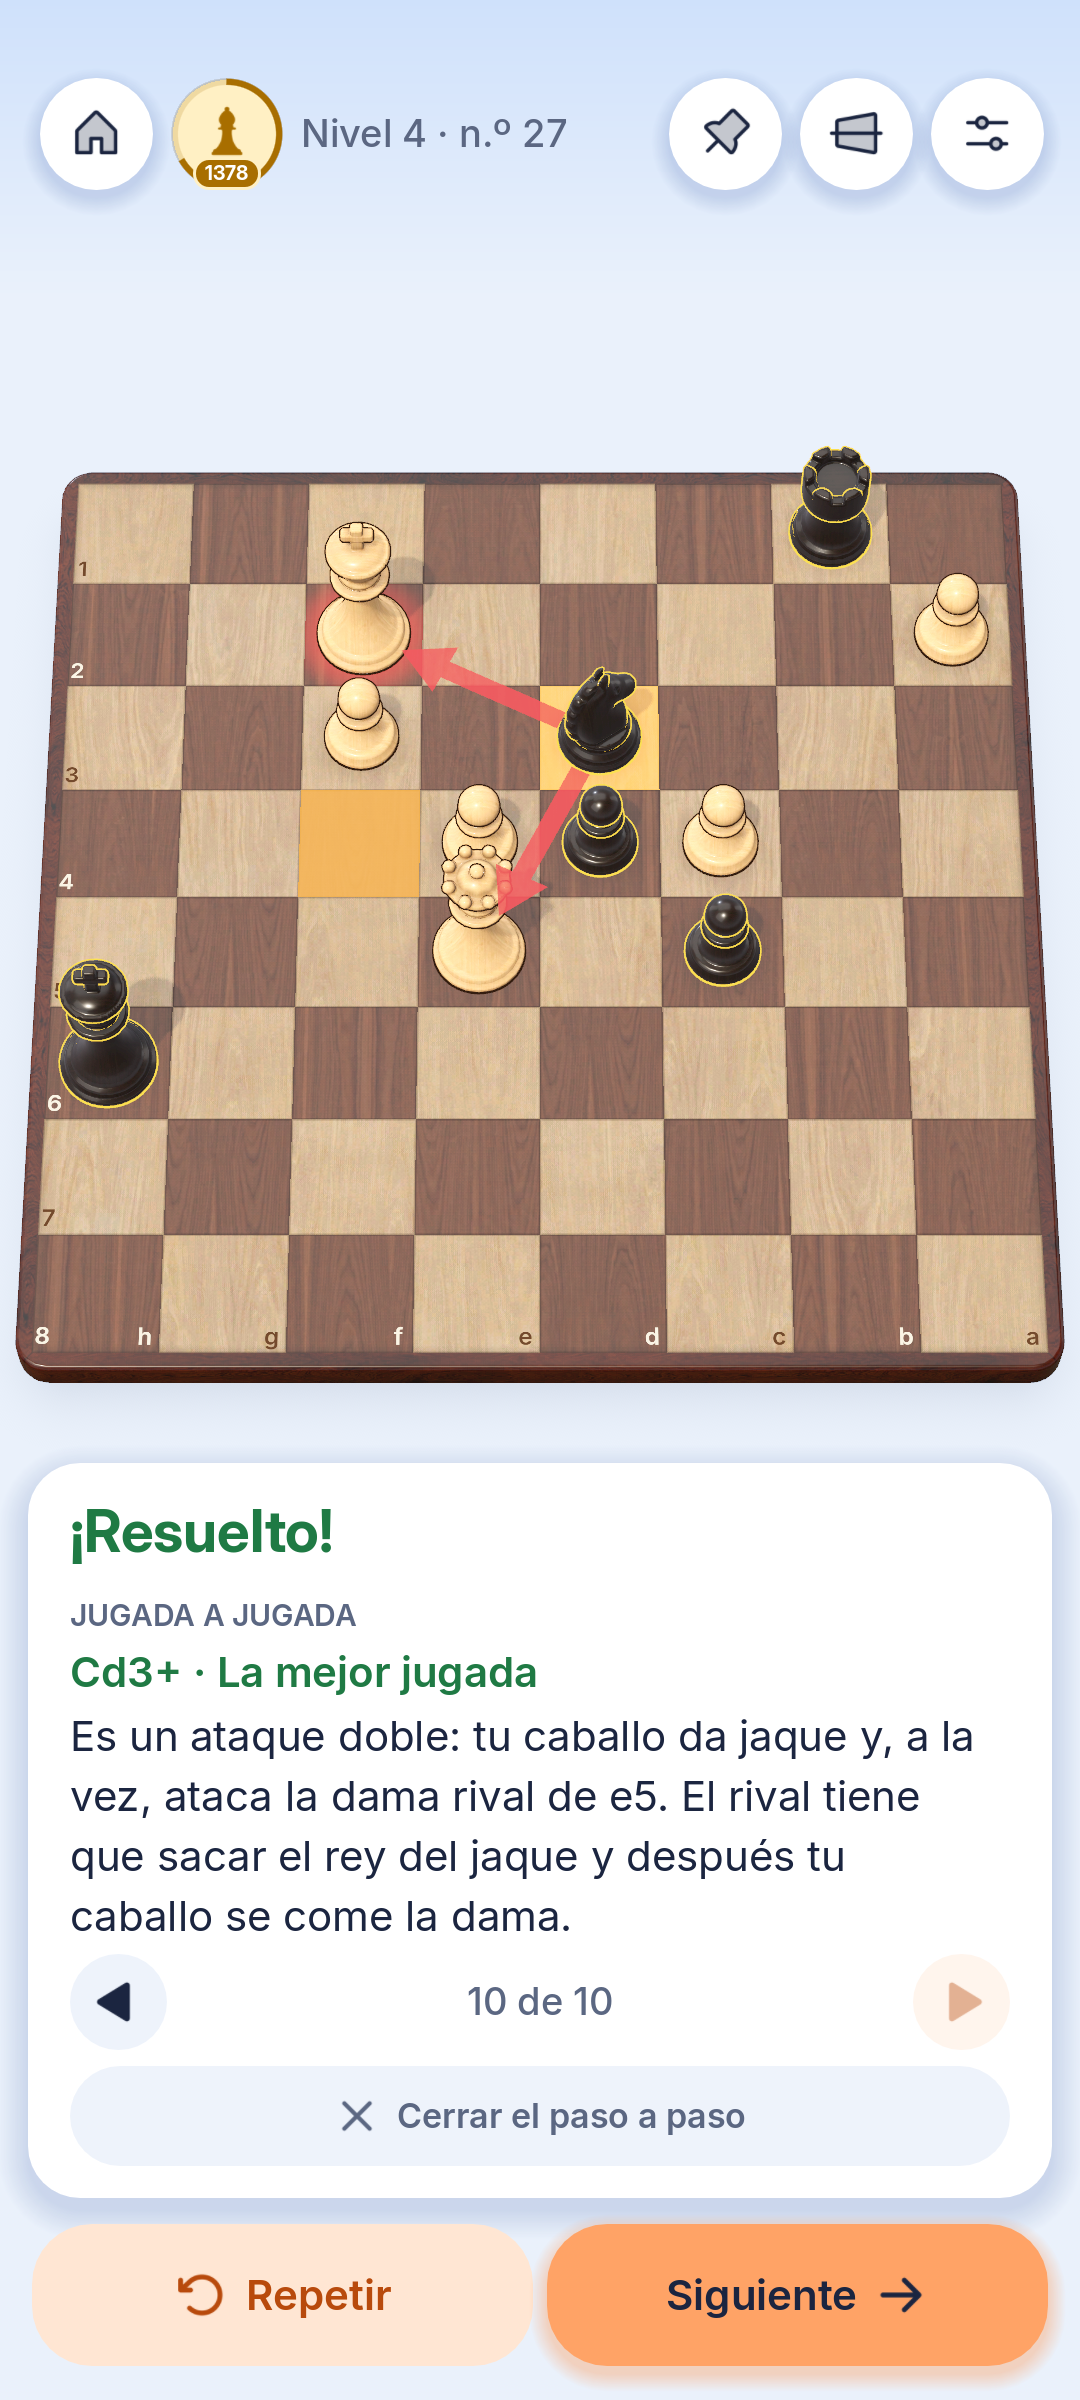 Nivel 4 · n.º 27
1378
1
2
3
4
5
6
7
8 h g f e d c b a
¡Resuelto!
JUGADA A JUGADA
Cd3+ · La mejor jugada
Es un ataque doble: tu caballo da jaque y, a la
vez, ataca la dama rival de e5. El rival tiene
que sacar el rey del jaque y después tu
caballo se come la dama.
10 de 10
Cerrar el paso a paso
Repetir
Siguiente